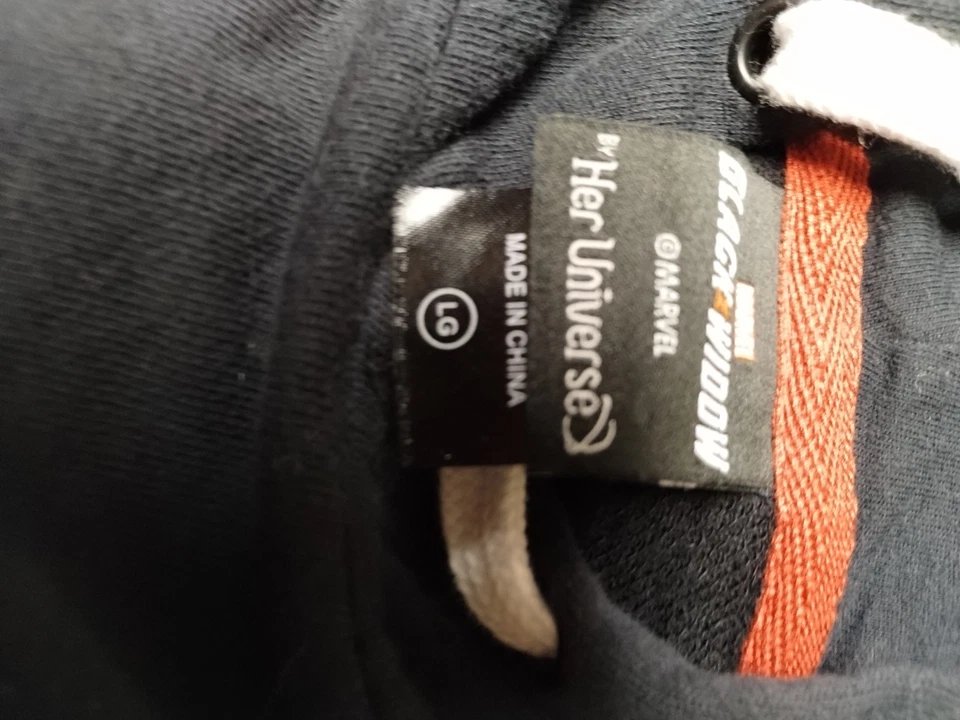 MARVEL
BLACK WIDOW
©MARVEL
BY Her Universe
MADE IN CHINA
LG